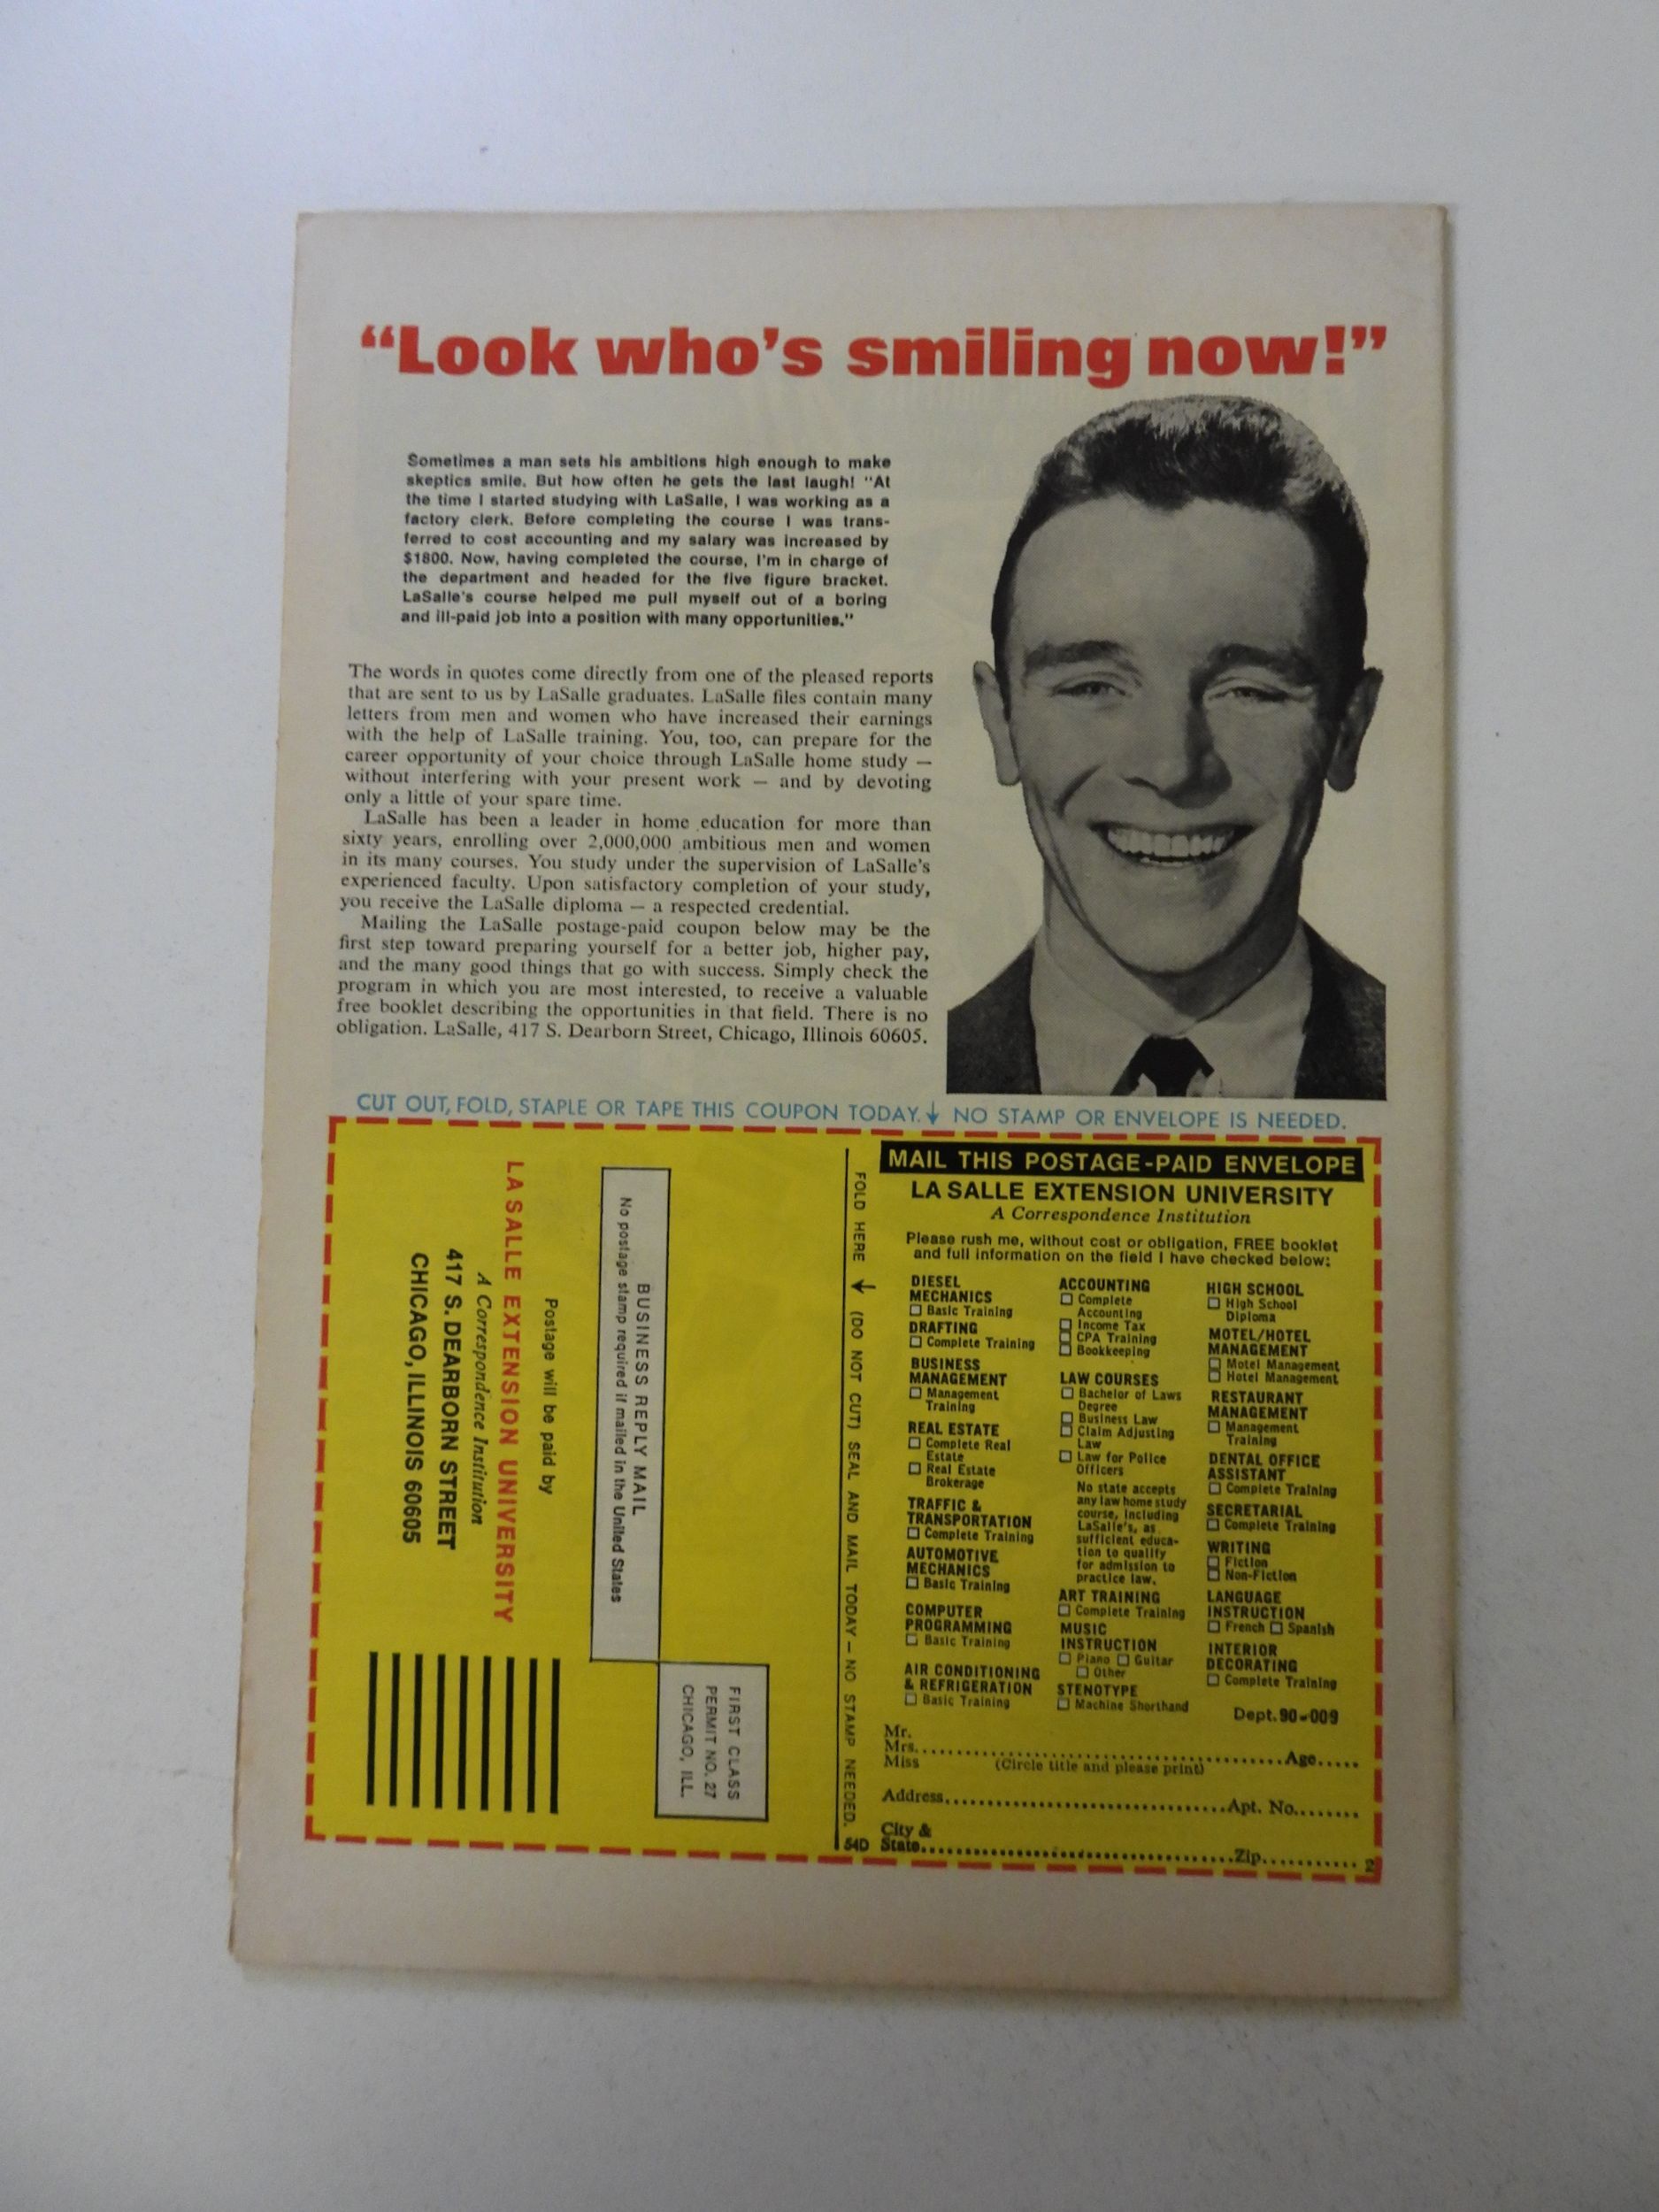 “Look who’s smiling now!”
Sometimes a man sets his ambitions high enough to make
skeptics smile. But how often he gets the last laugh! “At
the time I started studying with LaSalle, I was working as a
factory clerk. Before completing the course I was trans-
ferred to cost accounting and my salary was increased by
$1800. Now, having completed the course, I’m in charge of
the department and headed for the five figure bracket.
LaSalle’s course helped me pull myself out of a boring
and ill-paid job into a position with many opportunities.”
The words in quotes come directly from one of the pleased reports
that are sent to us by LaSalle graduates. LaSalle files contain many
letters from men and women who have increased their earnings
with the help of LaSalle training. You, too, can prepare for the
career opportunity of your choice through LaSalle home study —
without interfering with your present work — and by devoting
only a little of your spare time.
LaSalle has been a leader in home education for more than
sixty years, enrolling over 2,000,000 ambitious men and women
in its many courses. You study under the supervision of LaSalle’s
experienced faculty. Upon satisfactory completion of your study,
you receive the LaSalle diploma — a respected credential.
Mailing the LaSalle postage-paid coupon below may be the
first step toward preparing yourself for a better job, higher pay,
and the many good things that go with success. Simply check the
program in which you are most interested, to receive a valuable
free booklet describing the opportunities in that field. There is no
obligation. LaSalle, 417 S. Dearborn Street, Chicago, Illinois 60605.
CUT OUT, FOLD, STAPLE OR TAPE THIS COUPON TODAY. ↓ NO STAMP OR ENVELOPE IS NEEDED.
FIRST CLASS
PERMIT NO. 27
CHICAGO, ILL.
BUSINESS REPLY MAIL
No postage stamp required if mailed in the United States
Postage will be paid by
LA SALLE EXTENSION UNIVERSITY
A Correspondence Institution
417 S. DEARBORN STREET
CHICAGO, ILLINOIS 60605
FOLD HERE ↓ (DO NOT CUT) SEAL AND MAIL TODAY — NO STAMP NEEDED.
54D
MAIL THIS POSTAGE-PAID ENVELOPE
LA SALLE EXTENSION UNIVERSITY
A Correspondence Institution
Please rush me, without cost or obligation, FREE booklet
and full information on the field I have checked below:
DIESEL
MECHANICS
☐ Basic Training
DRAFTING
☐ Complete Training
BUSINESS
MANAGEMENT
☐ Management
Training
REAL ESTATE
☐ Complete Real
Estate
☐ Real Estate
Brokerage
TRAFFIC &
TRANSPORTATION
☐ Complete Training
AUTOMOTIVE
MECHANICS
☐ Basic Training
COMPUTER
PROGRAMMING
☐ Basic Training
AIR CONDITIONING
& REFRIGERATION
☐ Basic Training
ACCOUNTING
☐ Complete
Accounting
☐ Income Tax
☐ CPA Training
☐ Bookkeeping
LAW COURSES
☐ Bachelor of Laws
Degree
☐ Business Law
☐ Claim Adjusting
Law
☐ Law for Police
Officers
No state accepts
any law home study
course, including
LaSalle’s, as
sufficient educa-
tion to qualify
for admission to
practice law.
ART TRAINING
☐ Complete Training
MUSIC
INSTRUCTION
☐ Piano ☐ Guitar
☐ Other
STENOTYPE
☐ Machine Shorthand
HIGH SCHOOL
☐ High School
Diploma
MOTEL/HOTEL
MANAGEMENT
☐ Motel Management
☐ Hotel Management
RESTAURANT
MANAGEMENT
☐ Management
Training
DENTAL OFFICE
ASSISTANT
☐ Complete Training
SECRETARIAL
☐ Complete Training
WRITING
☐ Fiction
☐ Non-Fiction
LANGUAGE
INSTRUCTION
☐ French ☐ Spanish
INTERIOR
DECORATING
☐ Complete Training
Dept. 90-009
Mr.
Mrs. Age
Miss (Circle title and please print)
Address Apt. No.
City &
State Zip 2